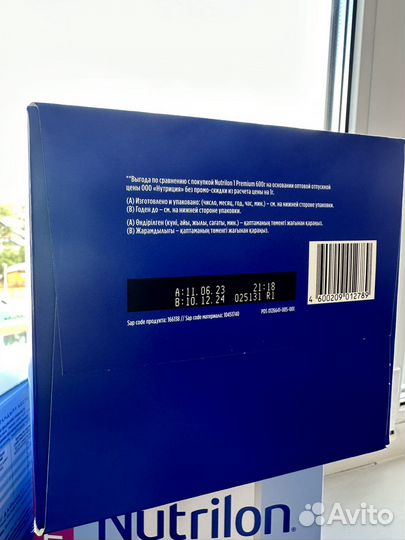 **Выгода по сравнению с покупкой Nutrilon 1 Premium 600г на основании оптовой отпускной
цены ООО «Нутриция» без промо-скидки из расчета цены на 1г.
(А) Изготовлено и упаковано: (число, месяц, год, час, мин.) – см. на нижней стороне упаковки.
(В) Годен до – см. на нижней стороне упаковки.
(А) Өндірілген (күні, айы, жылы, сағаты, мин.) – қаптаманың төменгі жағынан қараңыз.
(В) Жарамдылығы – қаптаманың төменгі жағынан қараңыз.
A:11.06.23 21:18
B:10.12.24 025131 R1
4 600209 012789
Sap code продукта: 166138 // Sap code материала: 10451740
Nutrilon®
Avito